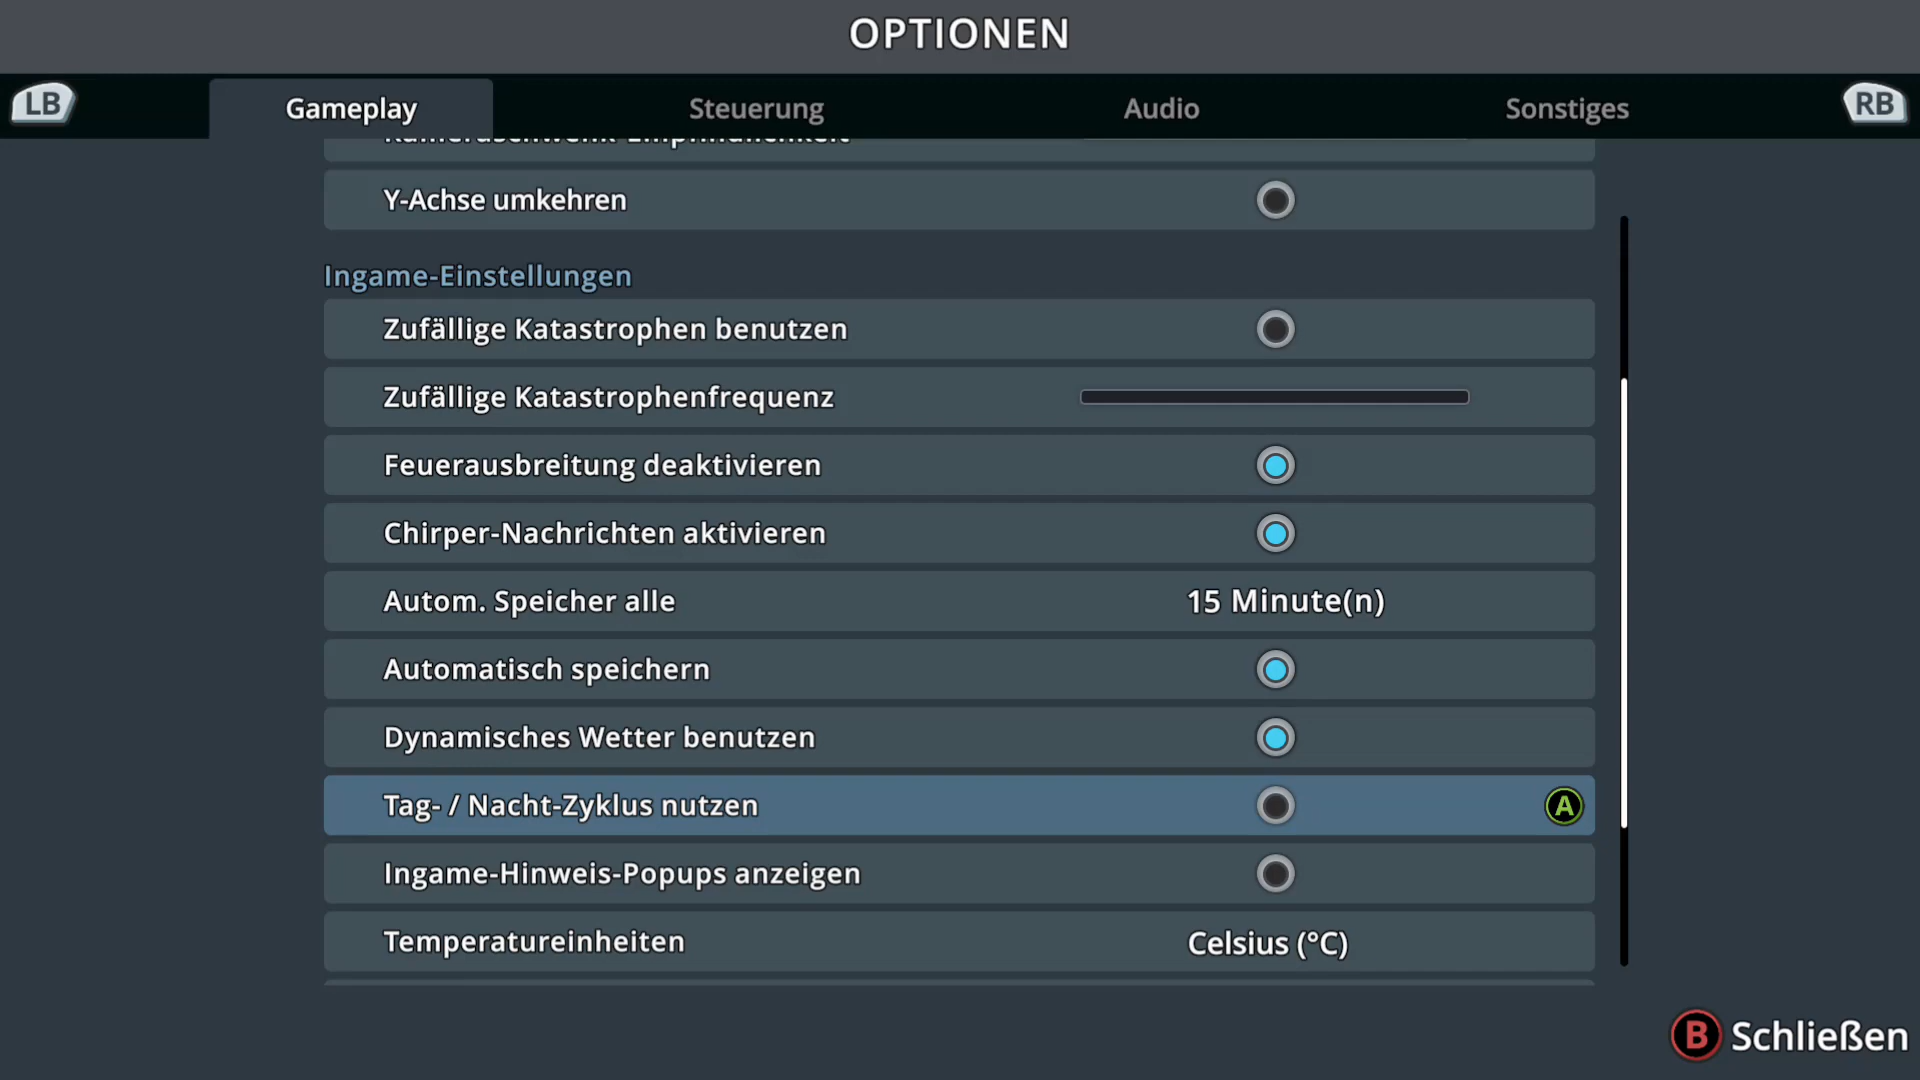 OPTIONEN
LB Gameplay Steuerung Audio Sonstiges RB
Kameraschwenk-Empfindlichkeit
Y-Achse umkehren
Ingame-Einstellungen
Zufällige Katastrophen benutzen
Zufällige Katastrophenfrequenz
Feuerausbreitung deaktivieren
Chirper-Nachrichten aktivieren
Autom. Speicher alle 15 Minute(n)
Automatisch speichern
Dynamisches Wetter benutzen
Tag- / Nacht-Zyklus nutzen A
Ingame-Hinweis-Popups anzeigen
Temperatureinheiten Celsius (°C)
B Schließen